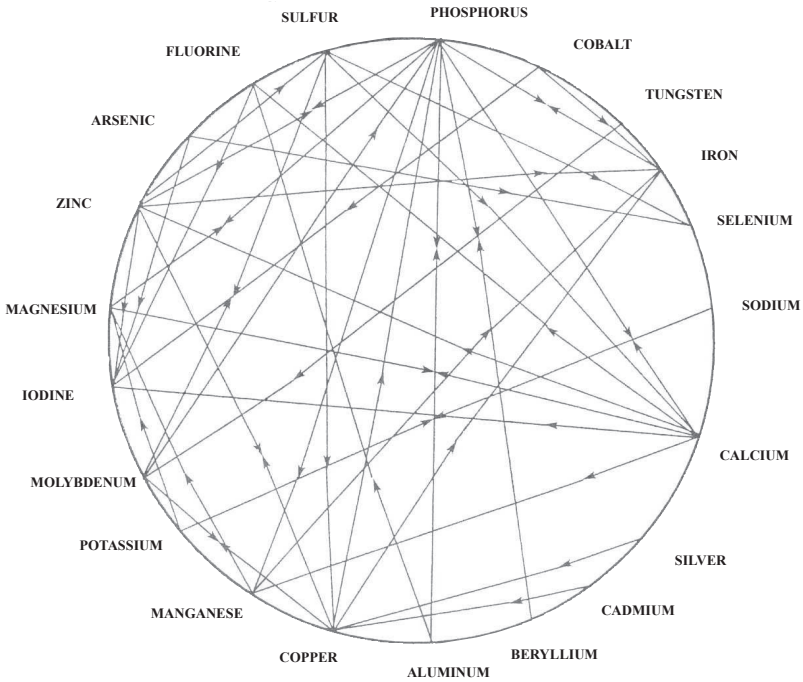 PHOSPHORUS
SULFUR
COBALT
FLUORINE
TUNGSTEN
ARSENIC
IRON
ZINC
SELENIUM
MAGNESIUM
SODIUM
IODINE
CALCIUM
MOLYBDENUM
POTASSIUM
SILVER
MANGANESE
CADMIUM
COPPER
BERYLLIUM
ALUMINUM